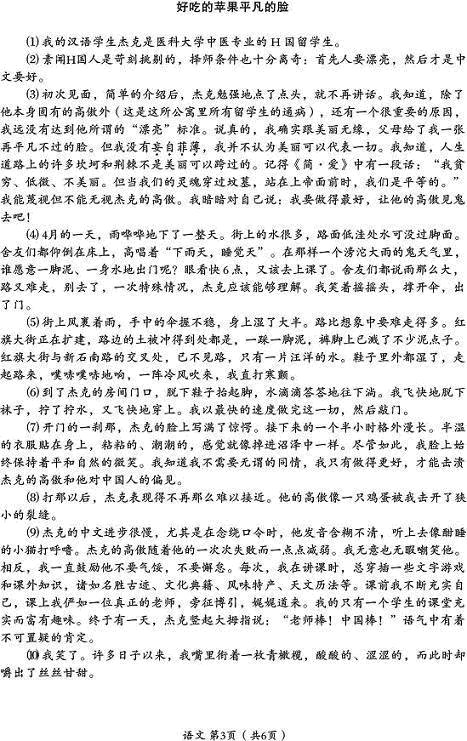 好吃的苹果平凡的脸
⑴我的汉语学生杰克是医科大学中医专业的H国留学生。
⑵素闻H国人是苛刻挑剔的，择师条件也十分离奇：首先人要漂亮，然后才是中
文要好。
⑶初次见面，简单的介绍后，杰克勉强地点了点头，就不再讲话。我知道，除了
他本身固有的高傲外（这是这所公寓里所有留学生的通病），还有一个很重要的原因，
我远没有达到他所谓的“漂亮”标准。说真的，我确实跟美丽无缘，父母给了我一张
再平凡不过的脸。但我没有妄自菲薄，我并不认为美丽可以代表一切。我知道，人生
道路上的许多坎坷和荆棘不是美丽可以跨过的。记得《简·爱》中有一段话：“我贫
穷、低微、不美丽。但当我们的灵魂穿过坟墓，站在上帝面前时，我们是平等的。”
我能蔑视但不能无视杰克的高傲。我暗暗对自己说：我要做得最好，让他的高傲见鬼
去吧！
⑷4月的一天，雨哗哗地下了一整天。街上的水很多，路面低洼处水可没过脚面。
舍友们都仰倒在床上，高唱着“下雨天，睡觉天”。在那样一个滂沱大雨的鬼天气里，
谁愿意一脚泥、一身水地出门呢？眼看快6点，又该去上课了。舍友们都说雨那么大，
路又难走，别去了，一次特殊情况，杰克应该能够理解。我笑着摇摇头，撑开伞，出
了门。
⑸街上风裹着雨，手中的伞握不稳，身上湿了大半。路比想象中要难走得多。红
旗大街正在扩建，路边的土被冲得到处都是，一踩一脚泥，裤脚上已溅了不少泥点子。
红旗大街与新石南路的交叉处，已不见路，只有一片汪洋的水。鞋子里外都湿了，走
起路来，噗哧噗哧地响，一阵冷风吹来，我直打寒颤。
⑹到了杰克的房间门口，脱下鞋子抬起脚，水滴滴答答地往下淌。我飞快地脱下
袜子，拧了拧水，又飞快地穿上。我以最快的速度做完这一切，然后敲门。
⑺开门的一刹那，杰克的脸上写满了惊愕。接下来的一个半小时格外漫长。半湿
的衣服贴在身上，粘粘的、潮潮的，感觉就像掉进沼泽中一样。尽管如此，我脸上始
终保持着平和自然的微笑。我知道我不需要无谓的同情，我只有做得更好，才能击溃
杰克的高傲和他对中国人的偏见。
⑻打那以后，杰克表现得不再那么难以接近。他的高傲像一只鸡蛋被我击开了狭
小的裂缝。
⑼杰克的中文进步很慢，尤其是在念绕口令时，他发音含糊不清，听上去像酣睡
的小猫打呼噜。杰克的高傲随着他的一次次失败而一点点减弱。我无意也无暇嘲笑他。
相反，我一直鼓励他不要气馁，不要懈怠。每次，我在讲课时，总穿插一些文字游戏
和课外知识，诸如名胜古迹、文化典籍、风味特产、天文历法等。课前我不断充实自
己，课上我俨如一位真正的老师，旁征博引，娓娓道来。我的只有一个学生的课堂充
实而富有趣味。终于有一天，杰克竖起大拇指说：“老师棒！中国棒！”语气中有着
不可置疑的肯定。
⑽我笑了。许多日子以来，我嘴里衔着一枚青橄榄，酸酸的、涩涩的，而此时却
嚼出了丝丝甘甜。
语文 第3页（共6页）